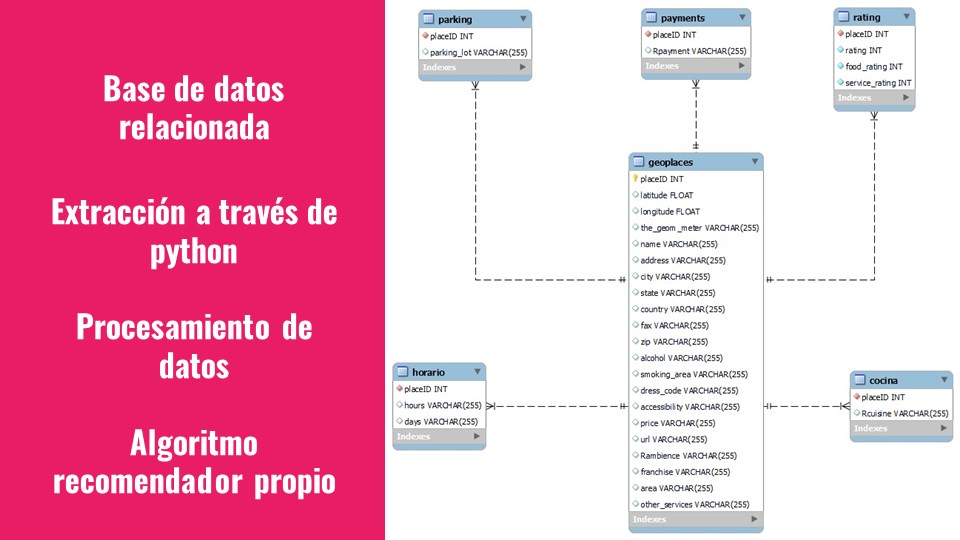 Base de datos
relacionada
Extracción a través de
python
Procesamiento de
datos
Algoritmo
recomendador propio
parking
placeID INT
parking_lot VARCHAR(255)
Indexes
payments
placeID INT
Rpayment VARCHAR(255)
Indexes
rating
placeID INT
rating INT
food_rating INT
service_rating INT
Indexes
geoplaces
placeID INT
latitude FLOAT
longitude FLOAT
the_geom_meter VARCHAR(255)
name VARCHAR(255)
address VARCHAR(255)
city VARCHAR(255)
state VARCHAR(255)
country VARCHAR(255)
fax VARCHAR(255)
zip VARCHAR(255)
alcohol VARCHAR(255)
smoking_area VARCHAR(255)
dress_code VARCHAR(255)
accessibility VARCHAR(255)
price VARCHAR(255)
url VARCHAR(255)
Rambience VARCHAR(255)
franchise VARCHAR(255)
area VARCHAR(255)
other_services VARCHAR(255)
Indexes
horario
placeID INT
hours VARCHAR(255)
days VARCHAR(255)
Indexes
cocina
placeID INT
Rcuisine VARCHAR(255)
Indexes